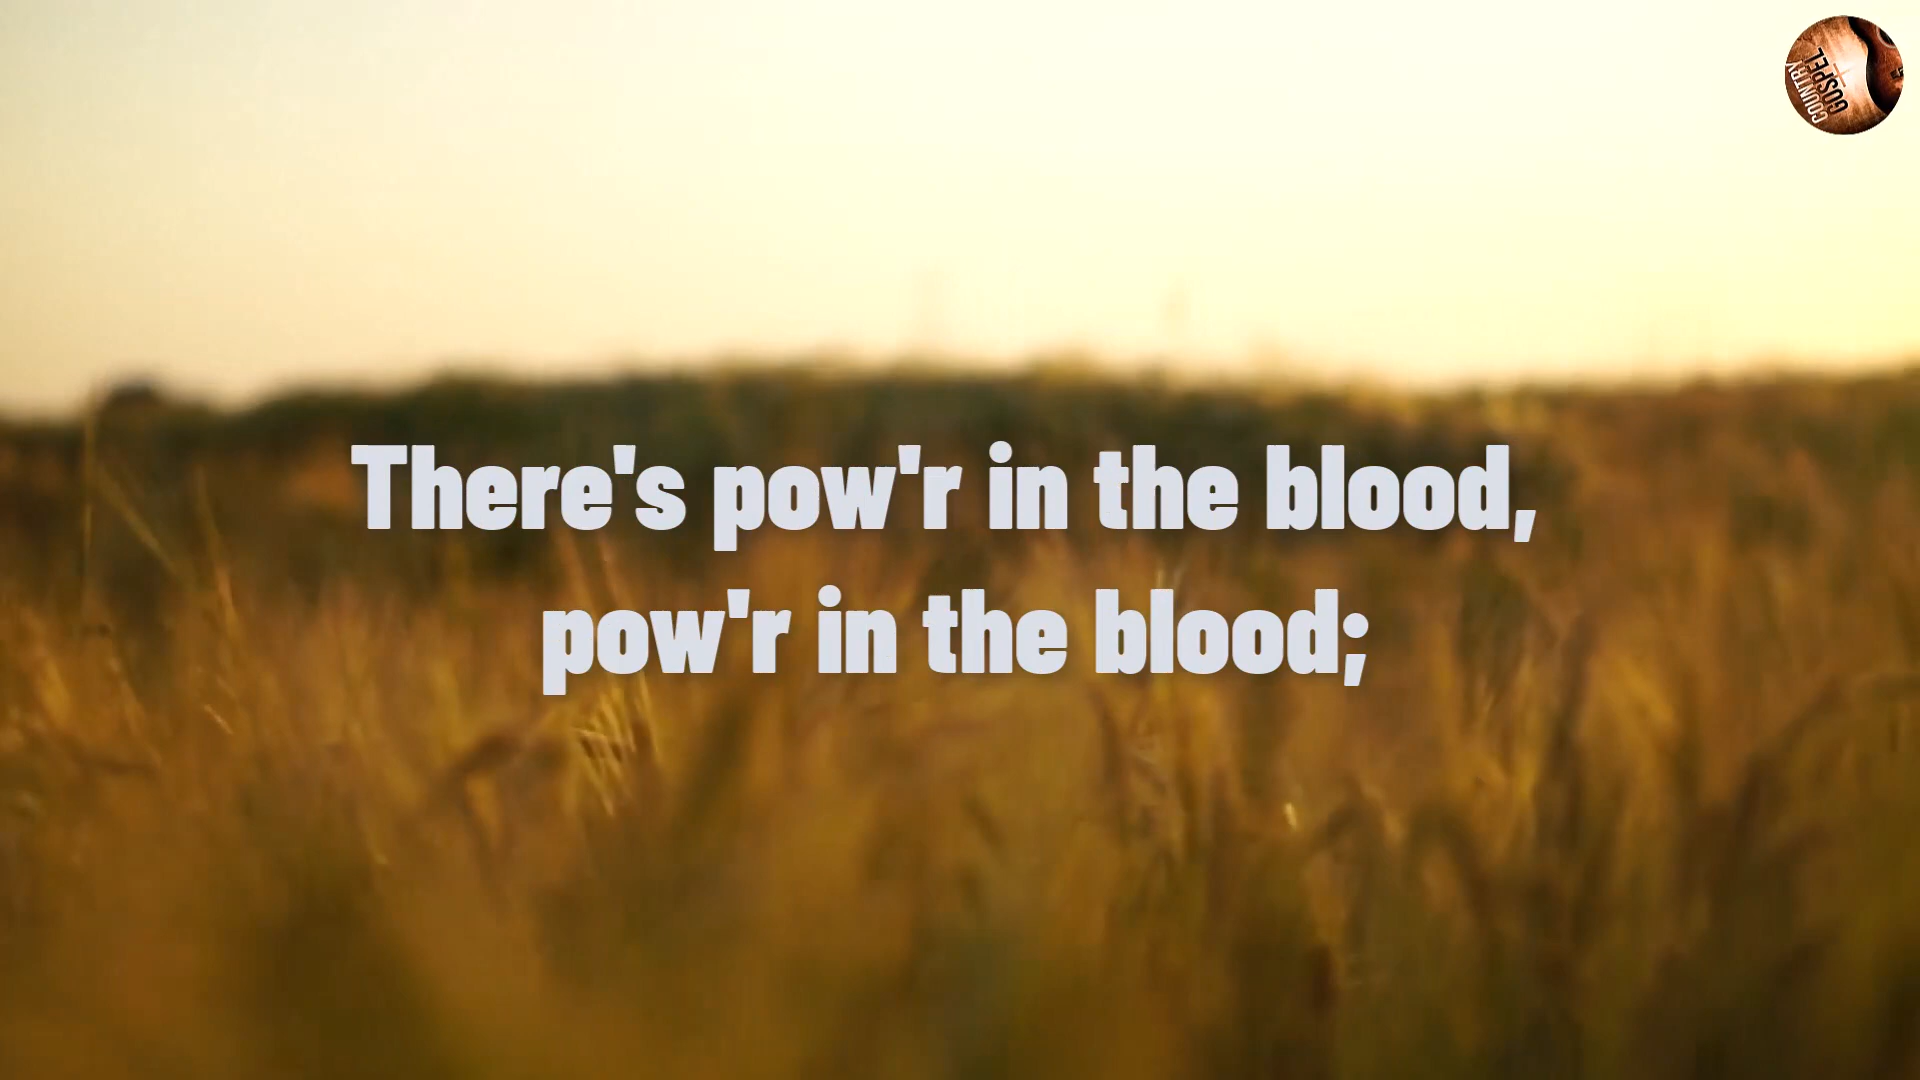 COUNTRY
GOSPEL
There's pow'r in the blood,
pow'r in the blood;